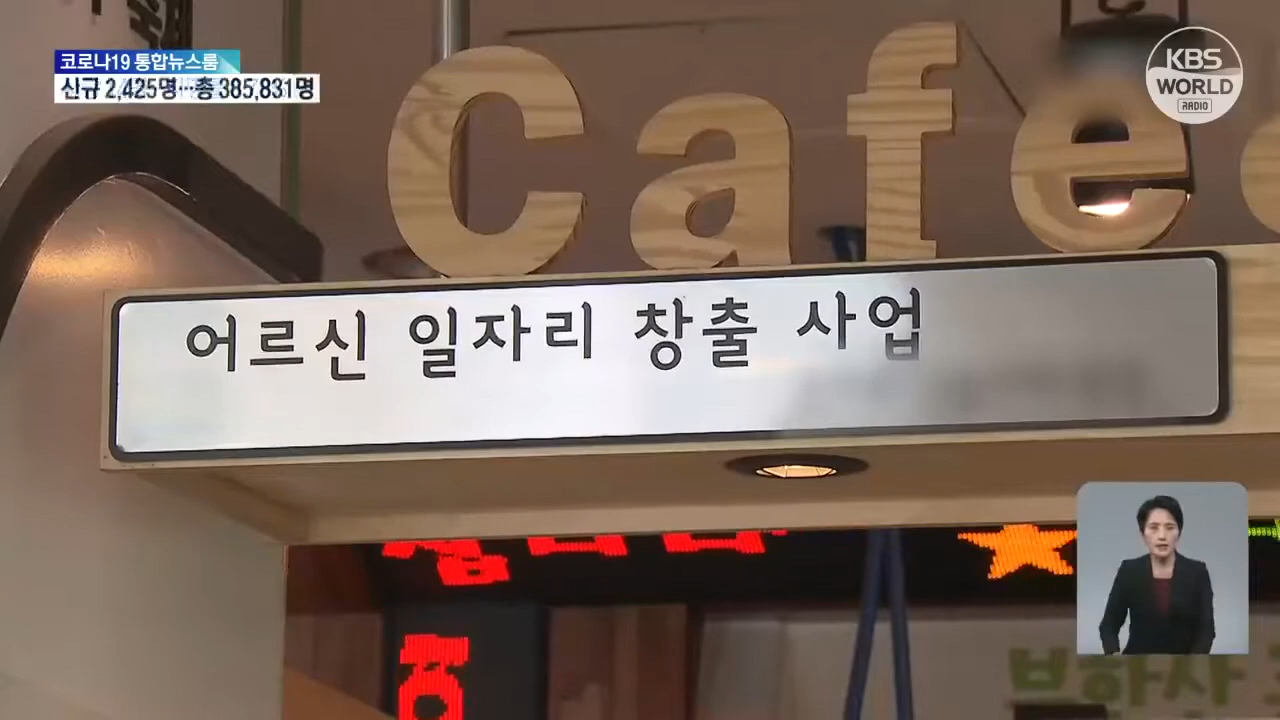 코로나19 통합뉴스룸
신규 2,425명…총 385,831명
KBS
WORLD
RADIO
Cafe
어르신 일자리 창출 사업